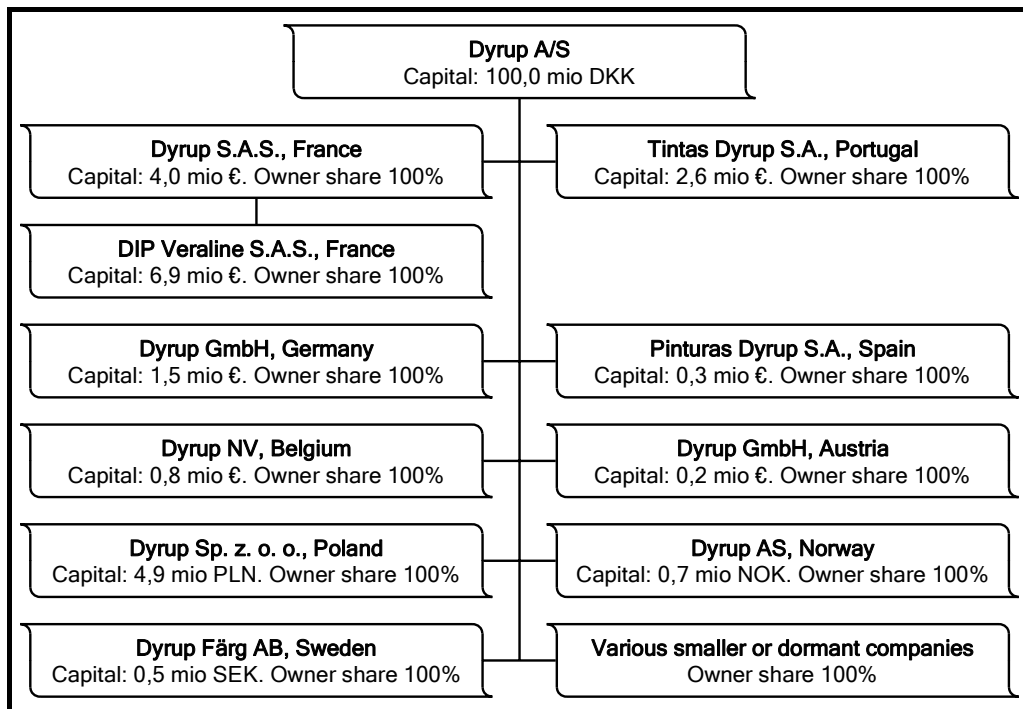 Dyrup A/S
Capital: 100,0 mio DKK
Dyrup S.A.S., France
Capital: 4,0 mio €. Owner share 100%
Tintas Dyrup S.A., Portugal
Capital: 2,6 mio €. Owner share 100%
DIP Veraline S.A.S., France
Capital: 6,9 mio €. Owner share 100%
Dyrup GmbH, Germany
Capital: 1,5 mio €. Owner share 100%
Pinturas Dyrup S.A., Spain
Capital: 0,3 mio €. Owner share 100%
Dyrup NV, Belgium
Capital: 0,8 mio €. Owner share 100%
Dyrup GmbH, Austria
Capital: 0,2 mio €. Owner share 100%
Dyrup Sp. z. o. o., Poland
Capital: 4,9 mio PLN. Owner share 100%
Dyrup AS, Norway
Capital: 0,7 mio NOK. Owner share 100%
Dyrup Färg AB, Sweden
Capital: 0,5 mio SEK. Owner share 100%
Various smaller or dormant companies
Owner share 100%